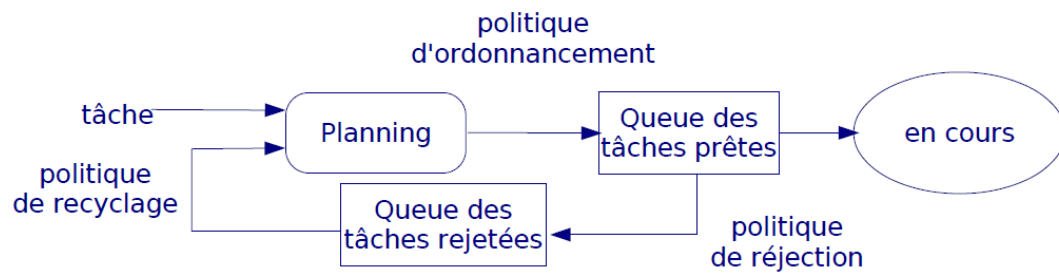 politique
d'ordonnancement
tâche
Planning
Queue des
tâches prêtes
en cours
politique
de recyclage
Queue des
tâches rejetées
politique
de réjection